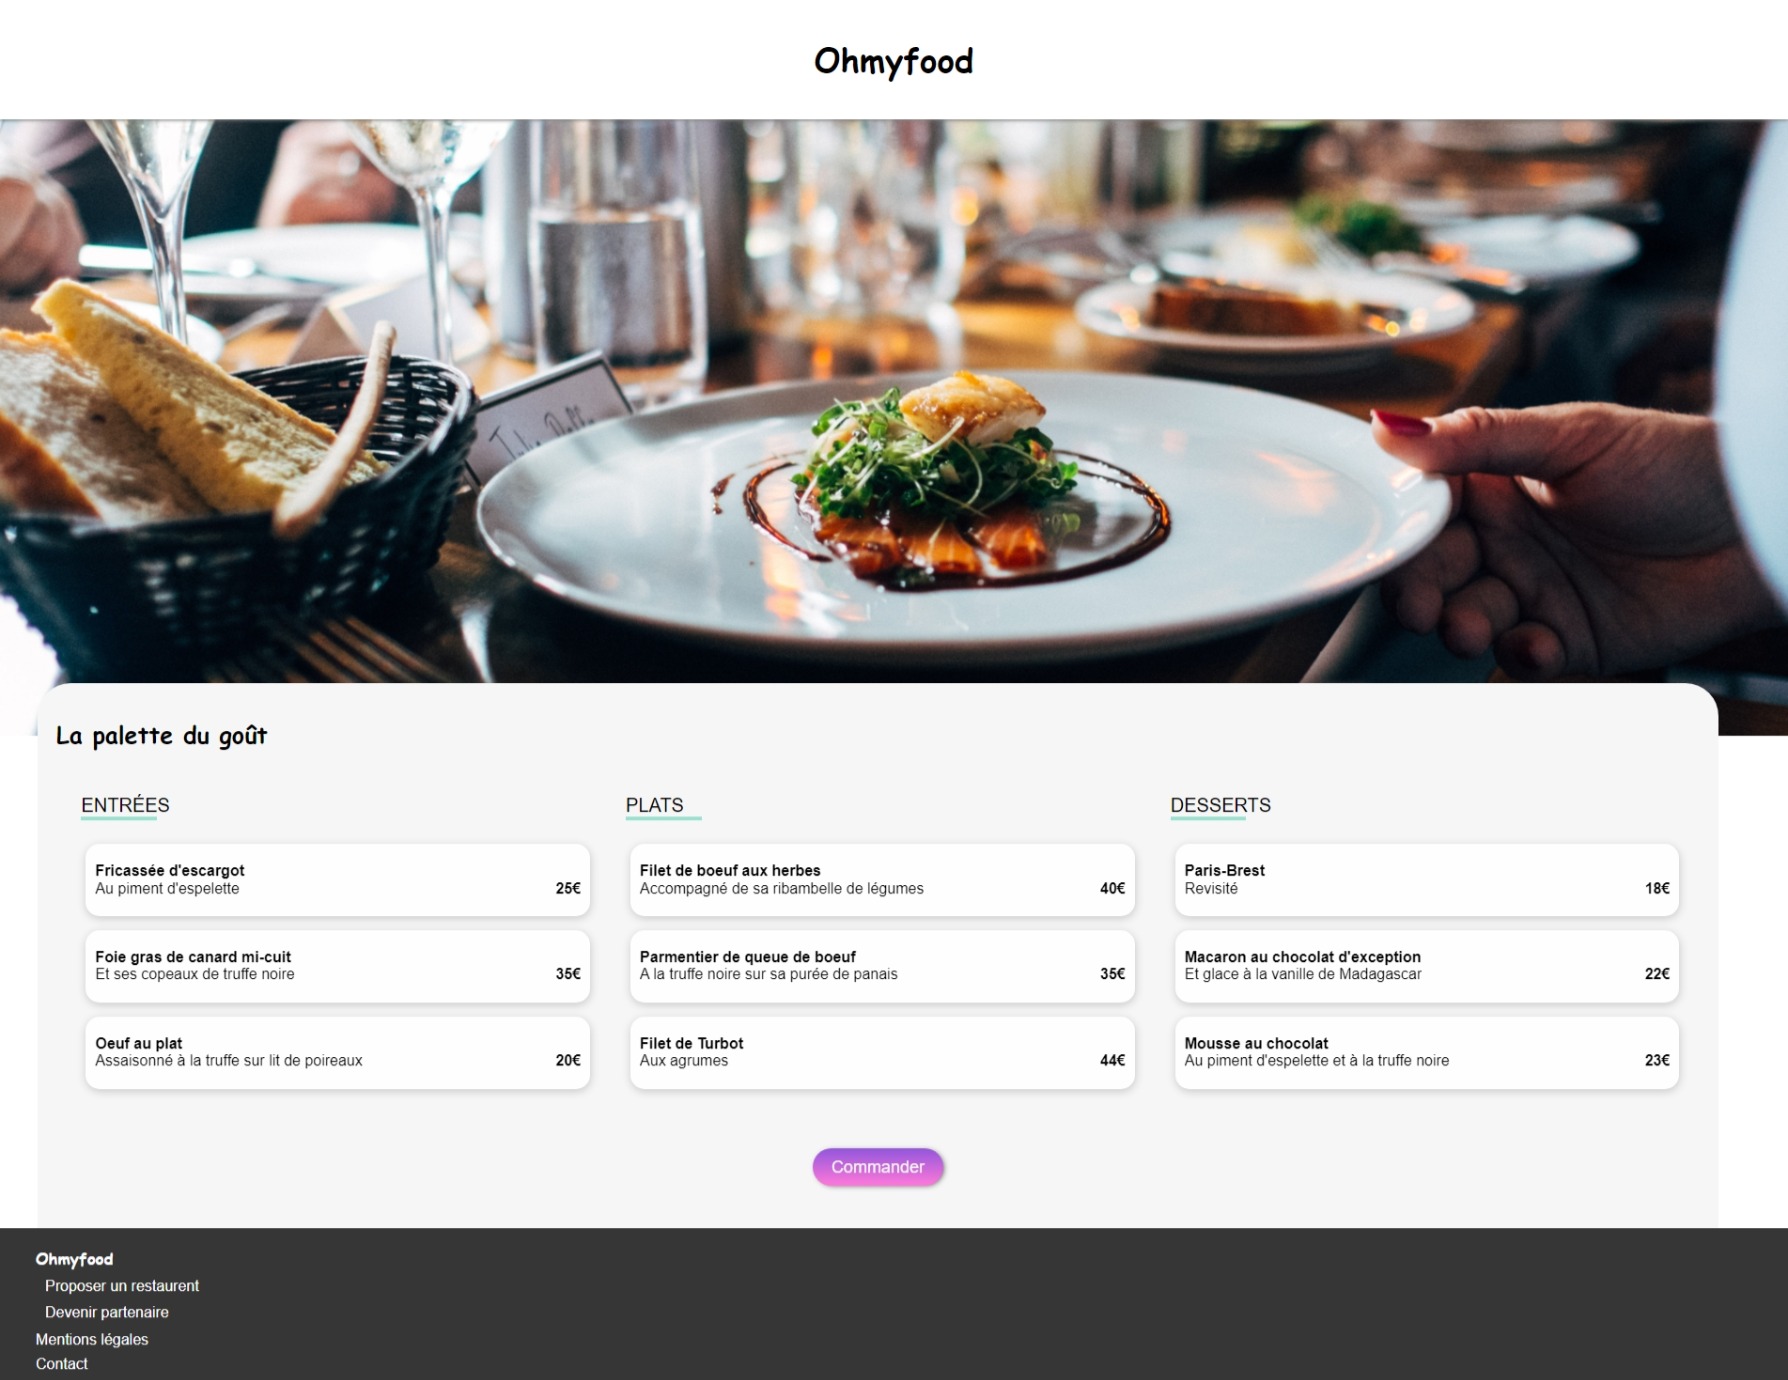 Ohmyfood
La palette du goût
ENTRÉES
Fricassée d'escargot
Au piment d'espelette 25€
Foie gras de canard mi-cuit
Et ses copeaux de truffe noire 35€
Oeuf au plat
Assaisonné à la truffe sur lit de poireaux 20€
PLATS
Filet de boeuf aux herbes
Accompagné de sa ribambelle de légumes 40€
Parmentier de queue de boeuf
A la truffe noire sur sa purée de panais 35€
Filet de Turbot
Aux agrumes 44€
DESSERTS
Paris-Brest
Revisité 18€
Macaron au chocolat d'exception
Et glace à la vanille de Madagascar 22€
Mousse au chocolat
Au piment d'espelette et à la truffe noire 23€
Commander
Ohmyfood
Proposer un restaurent
Devenir partenaire
Mentions légales
Contact